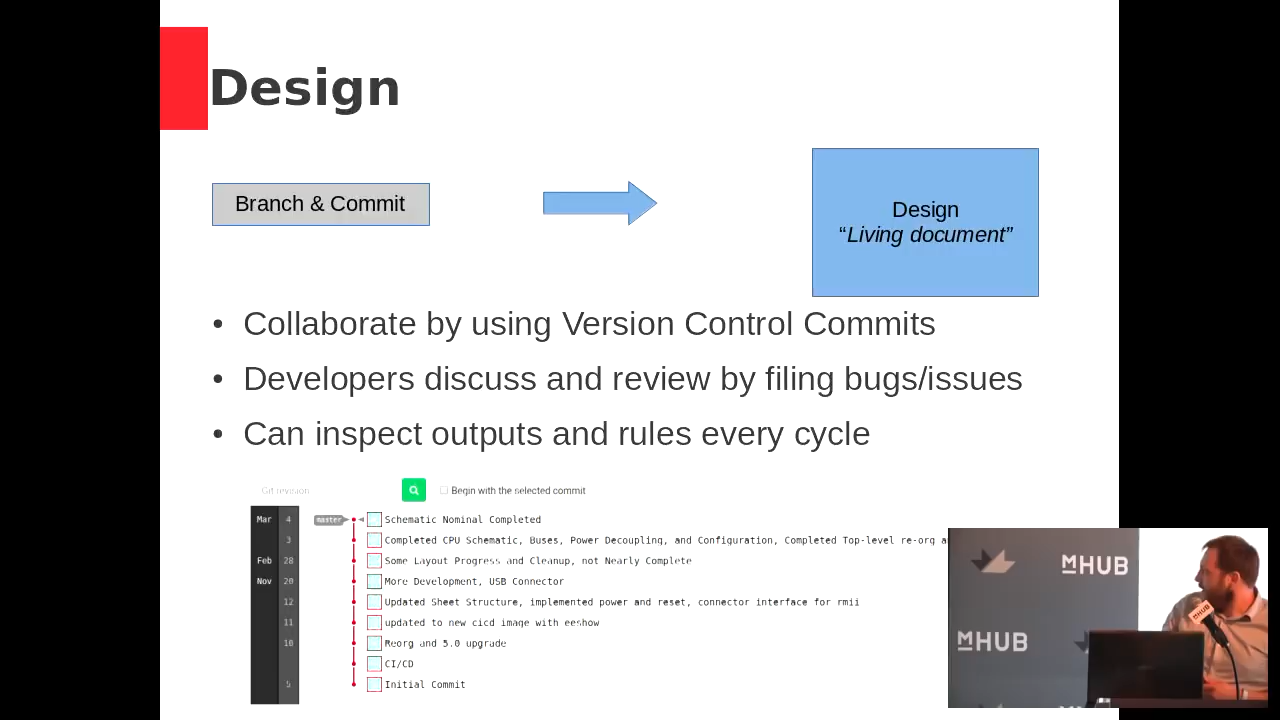 Design
Branch & Commit
Design
“Living document”
• Collaborate by using Version Control Commits
• Developers discuss and review by filing bugs/issues
• Can inspect outputs and rules every cycle
Git revision
Begin with the selected commit
Mar 4 master Schematic Nominal Completed
3 Completed CPU Schematic, Buses, Power Decoupling, and Configuration, Completed Top-level re-org
Feb 28 Some Layout Progress and Cleanup, not Nearly Complete
Nov 20 More Development, USB Connector
12 Updated Sheet Structure, implemented power and reset, connector interface for rmii
11 updated to new cicd image with eeshow
10 Reorg and 5.0 upgrade
CI/CD
5 Initial Commit
MHUB
MHUB
MHUB